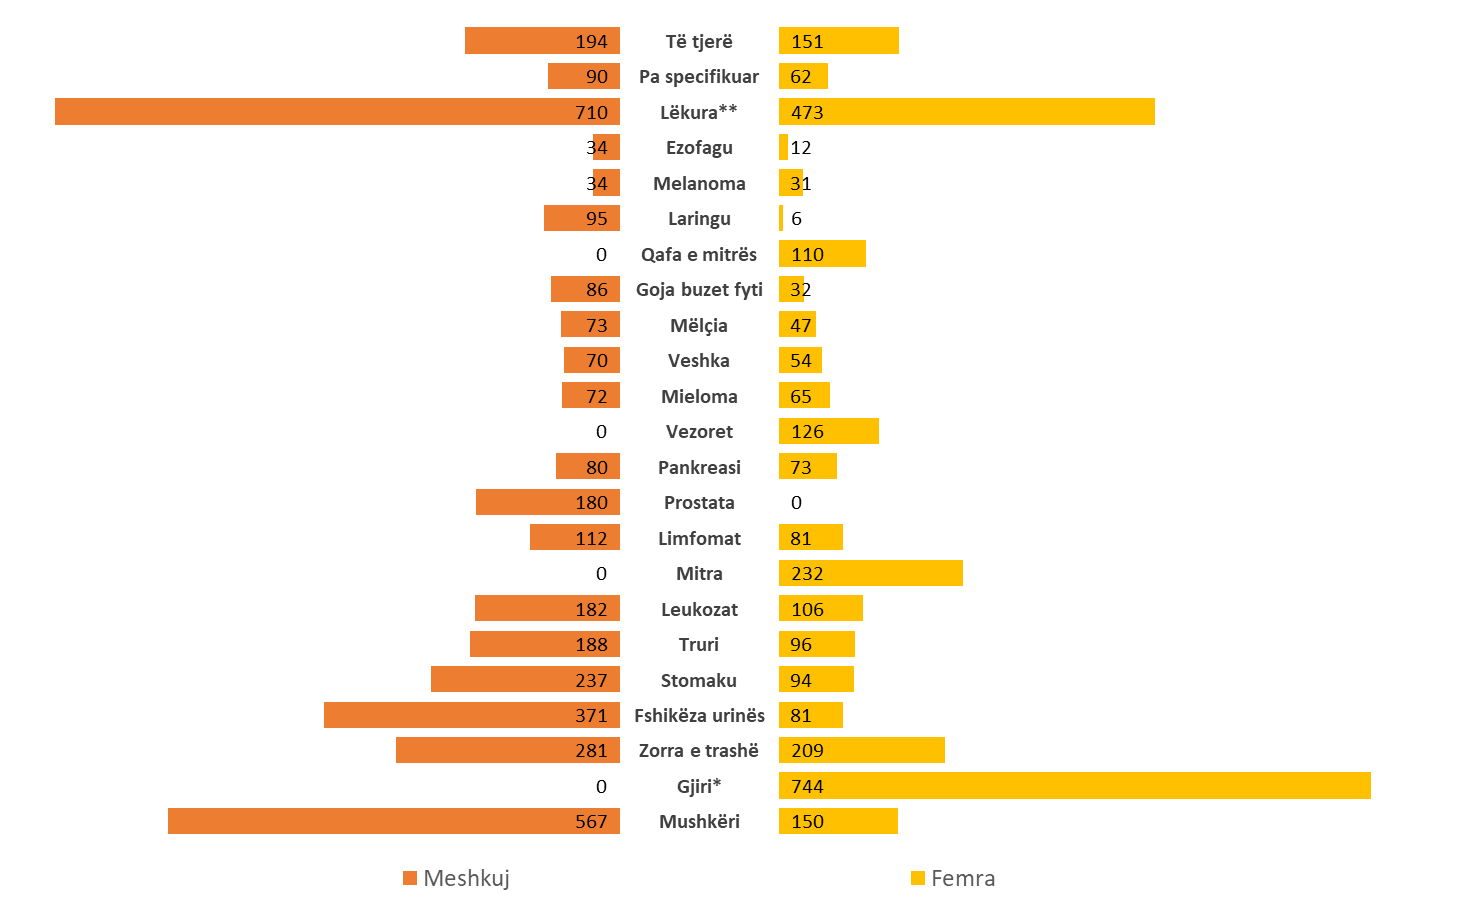 194 Të tjerë 151
90 Pa specifikuar 62
710 Lëkura** 473
34 Ezofagu 12
34 Melanoma 31
95 Laringu 6
0 Qafa e mitrës 110
86 Goja buzet fyti 32
73 Mëlçia 47
70 Veshka 54
72 Mieloma 65
0 Vezoret 126
80 Pankreasi 73
180 Prostata 0
112 Limfomat 81
0 Mitra 232
182 Leukozat 106
188 Truri 96
237 Stomaku 94
371 Fshikëza urinës 81
281 Zorra e trashë 209
0 Gjiri* 744
567 Mushkëri 150
Meshkuj Femra